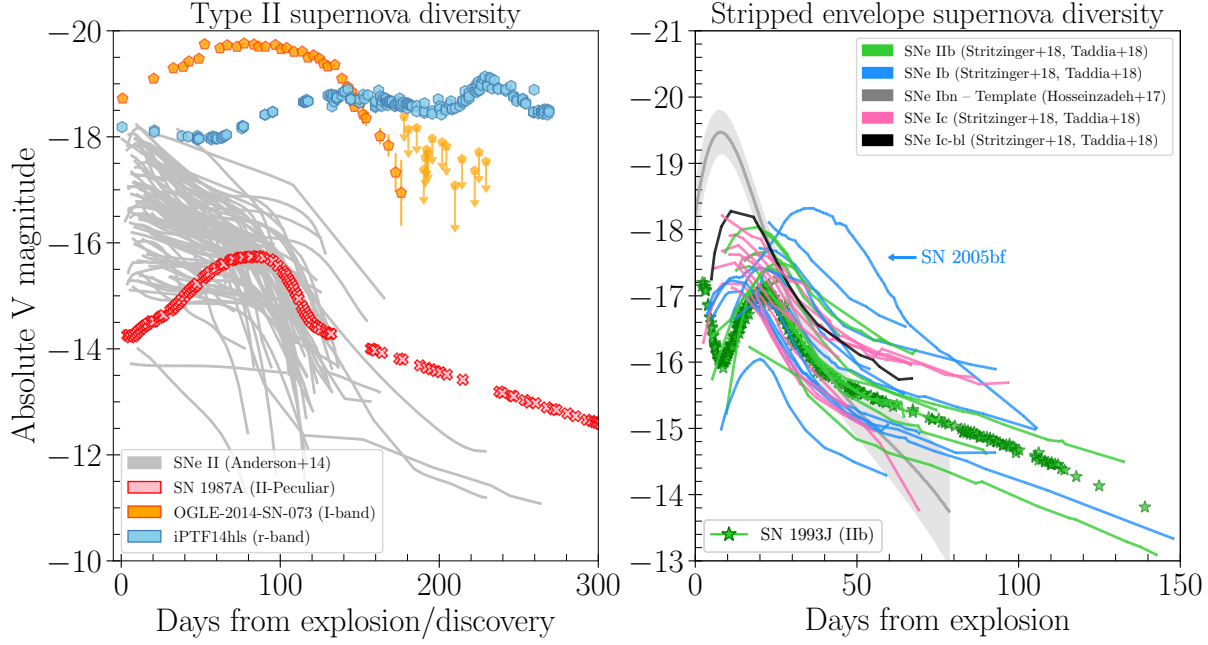 Type II supernova diversity
−20
−18
−16
−14
−12
−10
Absolute V magnitude
SNe II (Anderson+14)
SN 1987A (II-Peculiar)
OGLE-2014-SN-073 (I-band)
iPTF14hls (r-band)
0
100
200
300
Days from explosion/discovery
Stripped envelope supernova diversity
−21
−20
−19
−18
−17
−16
−15
−14
−13
SNe IIb (Stritzinger+18, Taddia+18)
SNe Ib (Stritzinger+18, Taddia+18)
SNe Ibn – Template (Hosseinzadeh+17)
SNe Ic (Stritzinger+18, Taddia+18)
SNe Ic-bl (Stritzinger+18, Taddia+18)
SN 2005bf
SN 1993J (IIb)
0
50
100
150
Days from explosion